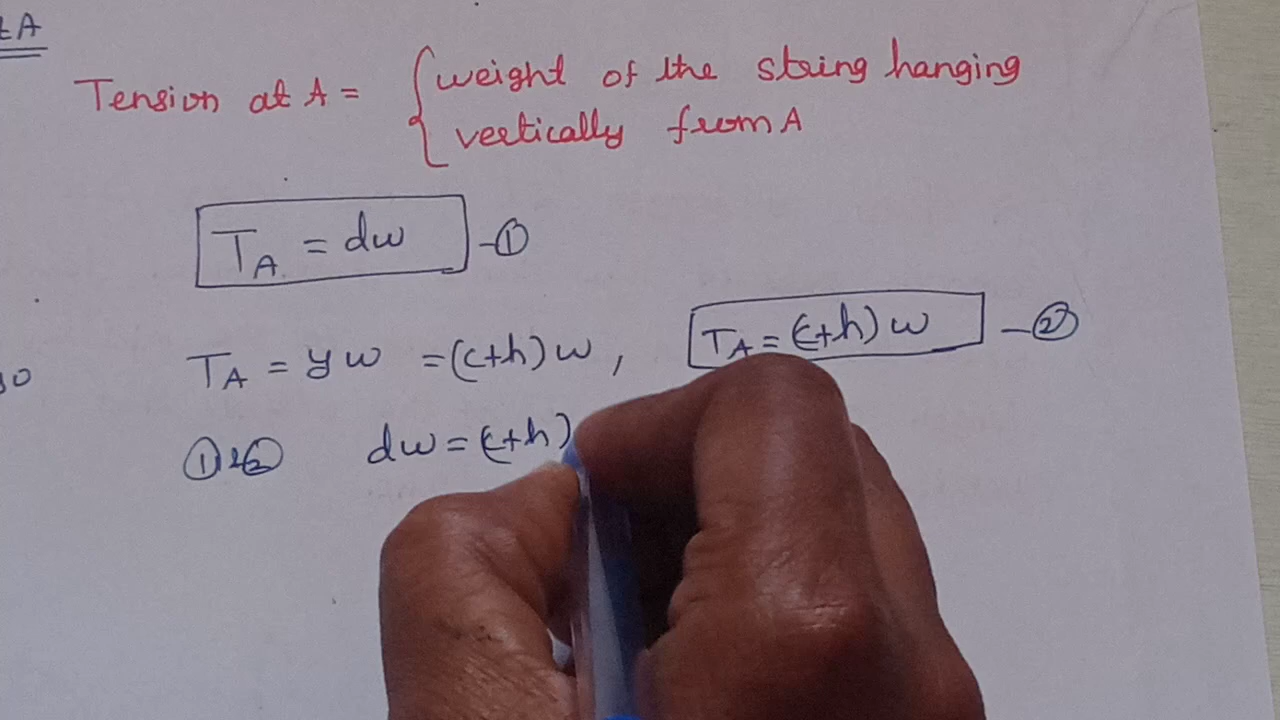 tA
Tension at A = { weight of the string hanging
vertically from A
T_A = dw —①
T_A = yw = (c+h)w, T_A = (c+h)w —②
① & ② dw = (c+h)